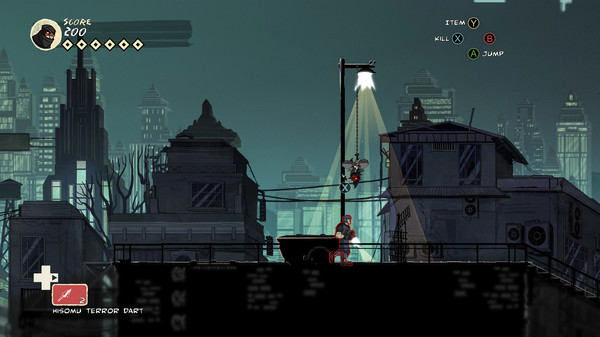 SCORE
200
ITEM Y
KILL X
B
A JUMP
X
2
HISOMU TERROR DART